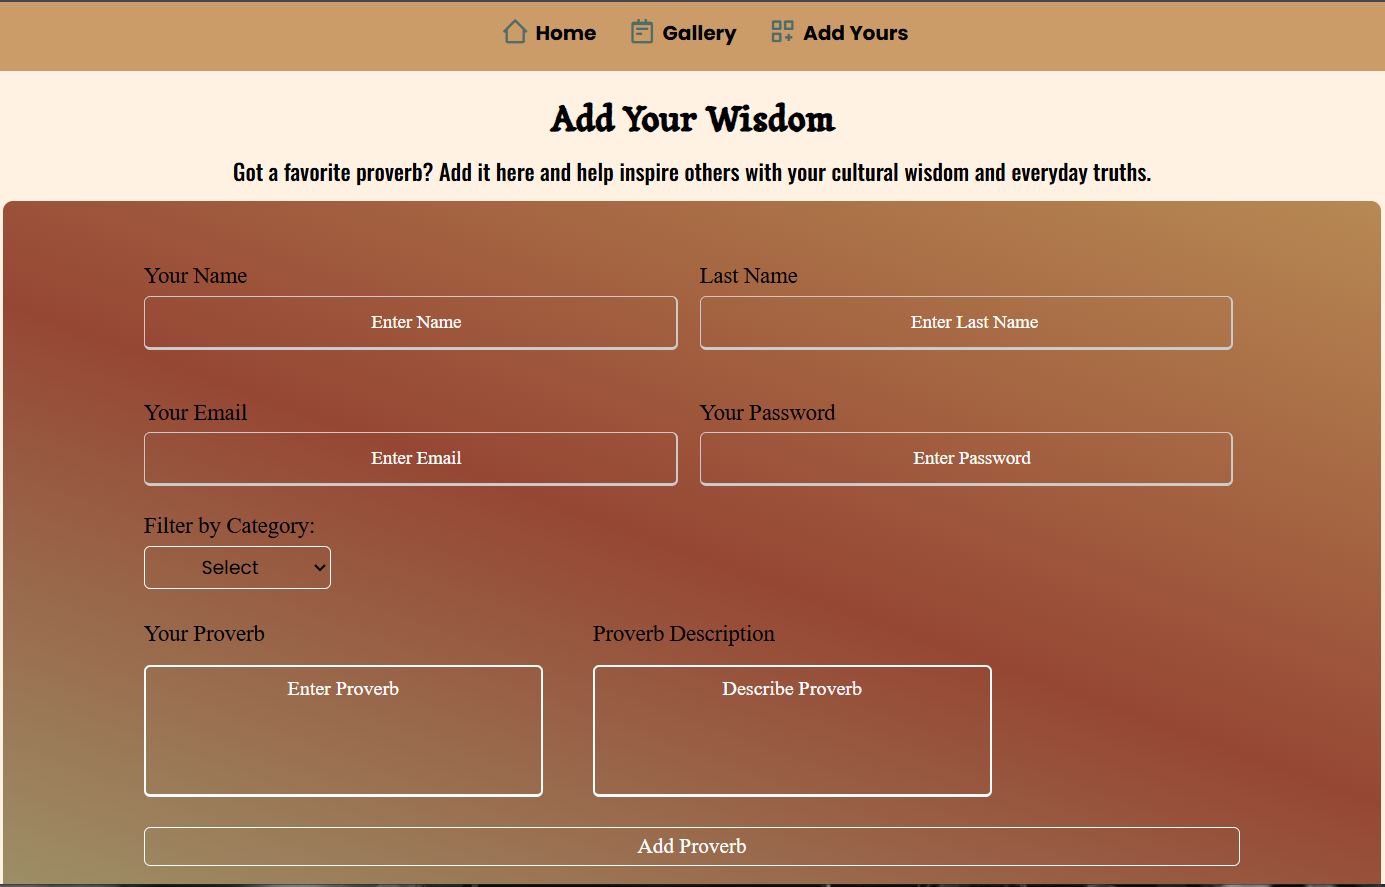 Home Gallery Add Yours
Add Your Wisdom
Got a favorite proverb? Add it here and help inspire others with your cultural wisdom and everyday truths.
Your Name Last Name
Enter Name Enter Last Name
Your Email Your Password
Enter Email Enter Password
Filter by Category:
Select
Your Proverb Proverb Description
Enter Proverb Describe Proverb
Add Proverb